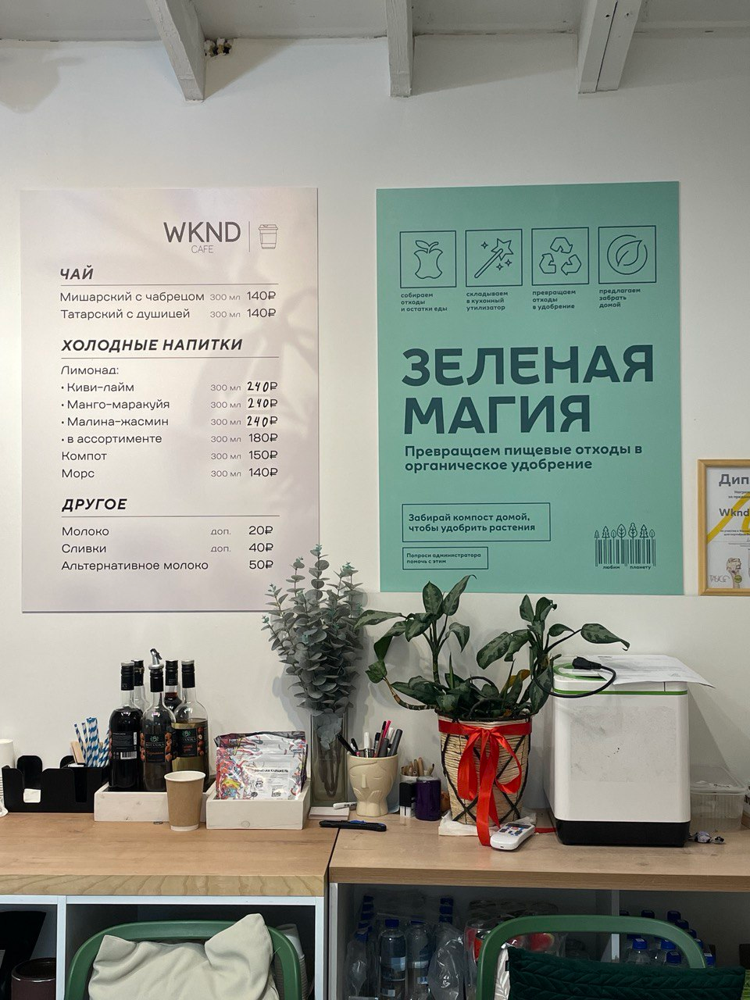 WKND
CAFE
ЧАЙ
Мишарский с чабрецом 300 мл 140₽
Татарский с душицей 300 мл 140₽
ХОЛОДНЫЕ НАПИТКИ
Лимонад:
• Киви-лайм 300 мл 240₽
• Манго-маракуйя 300 мл 240₽
• Малина-жасмин 300 мл 240₽
• в ассортименте 300 мл 180₽
Компот 300 мл 150₽
Морс 300 мл 140₽
ДРУГОЕ
Молоко доп. 20₽
Сливки доп. 40₽
Альтернативное молоко 50₽
собираем
отходы
и остатки еды
складываем
в кухонный
утилизатор
превращаем
отходы
в удобрение
предлагаем
забрать
домой
ЗЕЛЕНАЯ
МАГИЯ
Превращаем пищевые отходы в
органическое удобрение
Забирай компост домой,
чтобы удобрить растения
Попроси администратора
помочь с этим
любим планету
Дип
Wknd